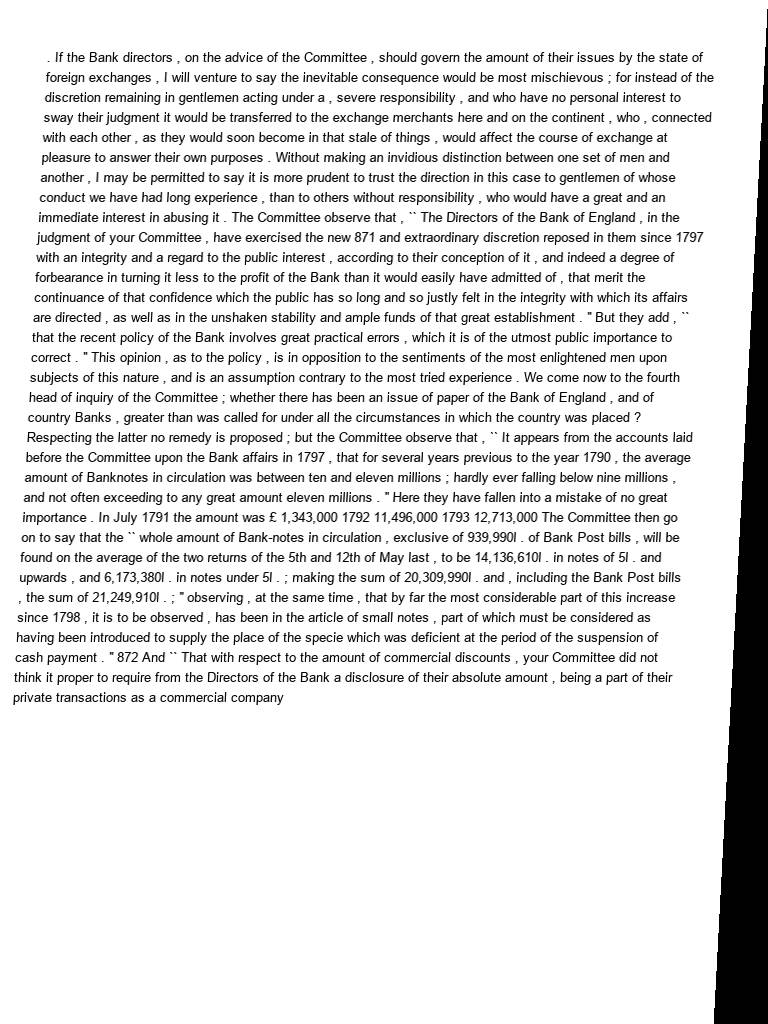 . If the Bank directors , on the advice of the Committee , should govern the amount of their issues by the state of
foreign exchanges , I will venture to say the inevitable consequence would be most mischievous ; for instead of the
discretion remaining in gentlemen acting under a , severe responsibility , and who have no personal interest to
sway their judgment it would be transferred to the exchange merchants here and on the continent , who , connected
with each other , as they would soon become in that stale of things , would affect the course of exchange at
pleasure to answer their own purposes . Without making an invidious distinction between one set of men and
another , I may be permitted to say it is more prudent to trust the direction in this case to gentlemen of whose
conduct we have had long experience , than to others without responsibility , who would have a great and an
immediate interest in abusing it . The Committee observe that , `` The Directors of the Bank of England , in the
judgment of your Committee , have exercised the new 871 and extraordinary discretion reposed in them since 1797
with an integrity and a regard to the public interest , according to their conception of it , and indeed a degree of
forbearance in turning it less to the profit of the Bank than it would easily have admitted of , that merit the
continuance of that confidence which the public has so long and so justly felt in the integrity with which its affairs
are directed , as well as in the unshaken stability and ample funds of that great establishment . " But they add , ``
that the recent policy of the Bank involves great practical errors , which it is of the utmost public importance to
correct . " This opinion , as to the policy , is in opposition to the sentiments of the most enlightened men upon
subjects of this nature , and is an assumption contrary to the most tried experience . We come now to the fourth
head of inquiry of the Committee ; whether there has been an issue of paper of the Bank of England , and of
country Banks , greater than was called for under all the circumstances in which the country was placed ?
Respecting the latter no remedy is proposed ; but the Committee observe that , `` It appears from the accounts laid
before the Committee upon the Bank affairs in 1797 , that for several years previous to the year 1790 , the average
amount of Banknotes in circulation was between ten and eleven millions ; hardly ever falling below nine millions ,
and not often exceeding to any great amount eleven millions . " Here they have fallen into a mistake of no great
importance . In July 1791 the amount was £ 1,343,000 1792 11,496,000 1793 12,713,000 The Committee then go
on to say that the `` whole amount of Bank-notes in circulation , exclusive of 939,990l . of Bank Post bills , will be
found on the average of the two returns of the 5th and 12th of May last , to be 14,136,610l . in notes of 5l . and
upwards , and 6,173,380l . in notes under 5l . ; making the sum of 20,309,990l . and , including the Bank Post bills
, the sum of 21,249,910l . ; " observing , at the same time , that by far the most considerable part of this increase
since 1798 , it is to be observed , has been in the article of small notes , part of which must be considered as
having been introduced to supply the place of the specie which was deficient at the period of the suspension of
cash payment . " 872 And `` That with respect to the amount of commercial discounts , your Committee did not
think it proper to require from the Directors of the Bank a disclosure of their absolute amount , being a part of their
private transactions as a commercial company